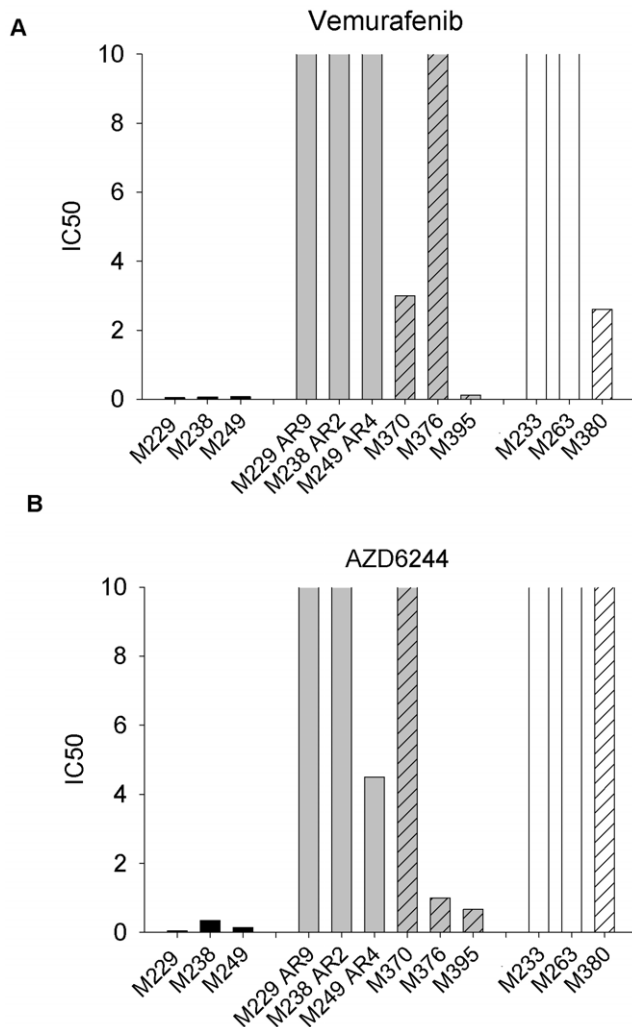 A
Vemurafenib
10
8
6
4
2
0
IC50
M229
M238
M249
M229 AR9
M238 AR2
M249 AR4
M370
M376
M395
M233
M263
M380
B
AZD6244
10
8
6
4
2
0
IC50
M229
M238
M249
M229 AR9
M238 AR2
M249 AR4
M370
M376
M395
M233
M263
M380